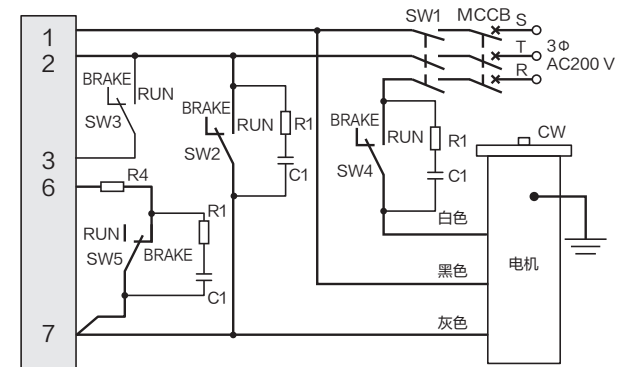 SW1
MCCB
S
T
R
3Φ
AC200 V
1
2
BRAKE
RUN
SW3
BRAKE
RUN
SW2
R1
C1
BRAKE
RUN
SW4
R1
C1
CW
3
6
R4
R1
RUN
SW5
BRAKE
C1
白色
黑色
电机
灰色
7